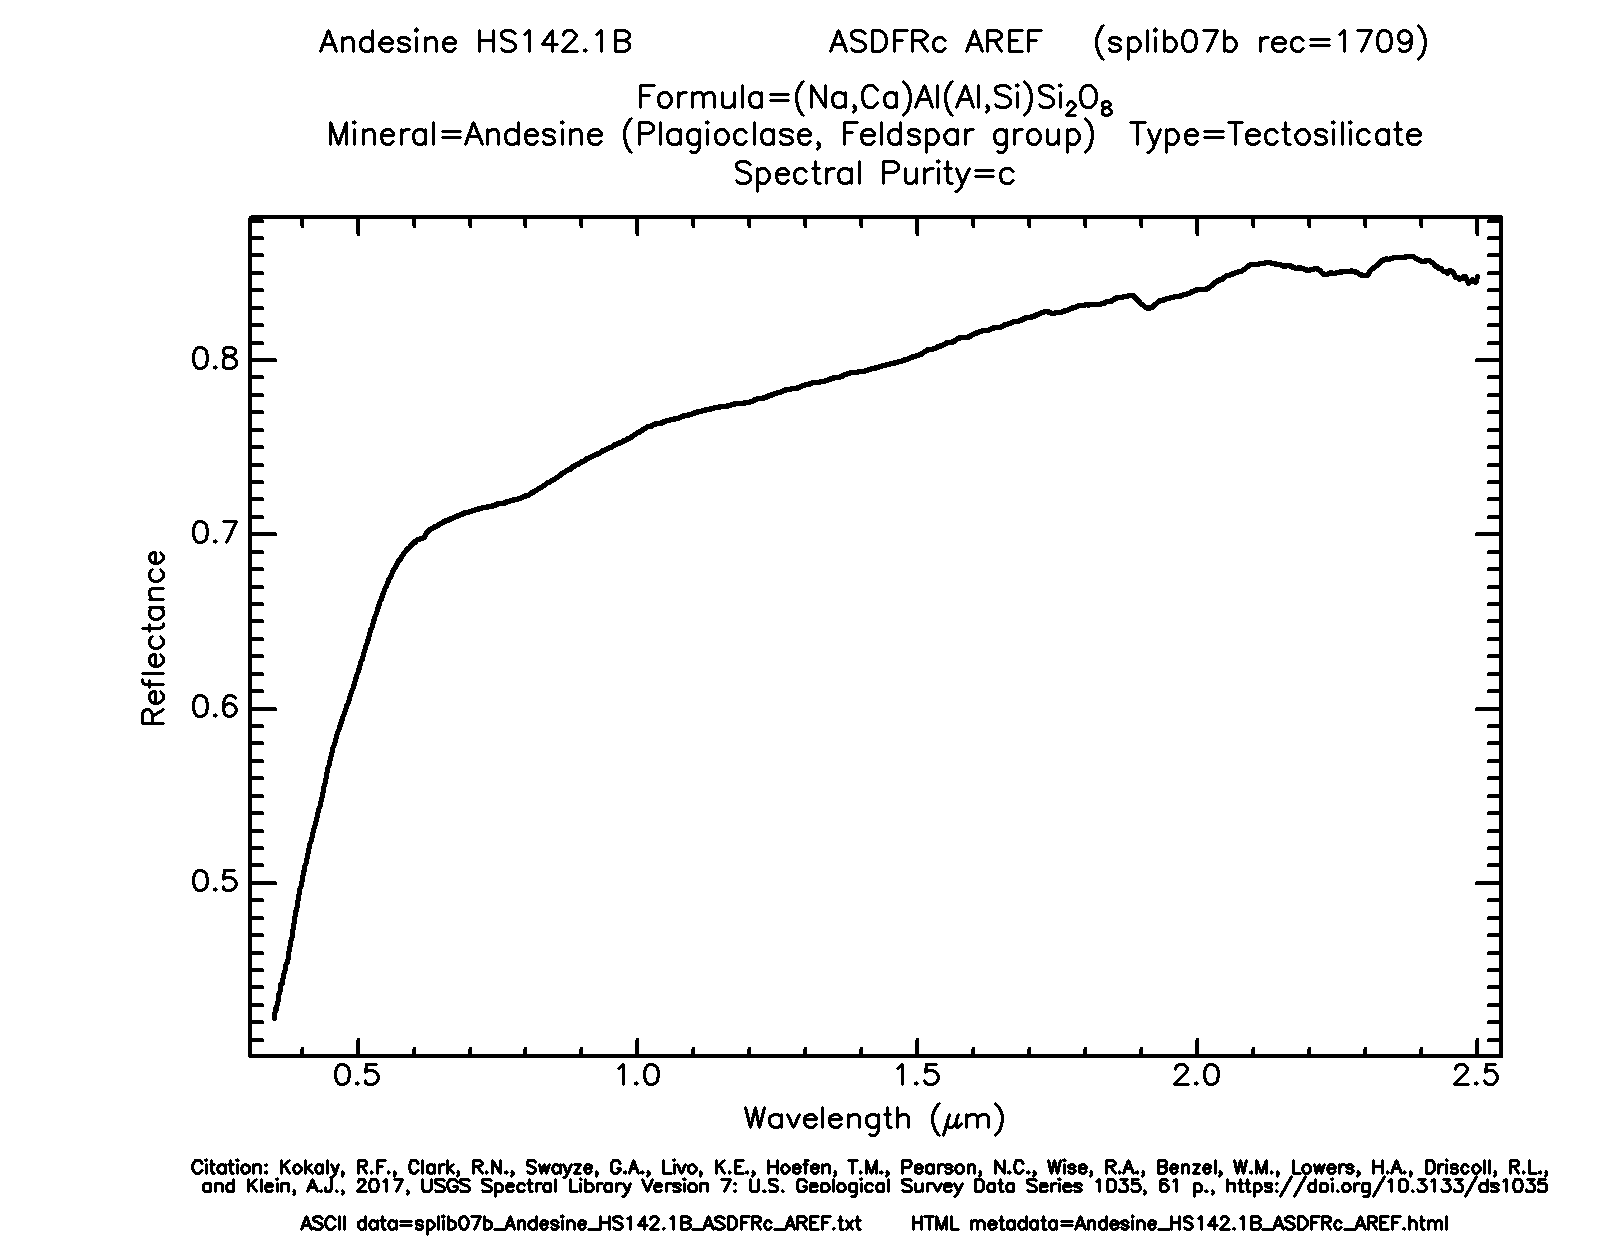 Andesine HS142.1B ASDFRc AREF (splib07b rec=1709)
Formula=(Na,Ca)Al(Al,Si)Si₂O₈
Mineral=Andesine (Plagioclase, Feldspar group) Type=Tectosilicate
Spectral Purity=c
0.8
0.7
0.6
0.5
Reflectance
0.5 1.0 1.5 2.0 2.5
Wavelength (μm)
Citation: Kokaly, R.F., Clark, R.N., Swayze, G.A., Livo, K.E., Hoefen, T.M., Pearson, N.C., Wise, R.A., Benzel, W.M., Lowers, H.A., Driscoll, R.L.,
and Klein, A.J., 2017, USGS Spectral Library Version 7: U.S. Geological Survey Data Series 1035, 61 p., https://doi.org/10.3133/ds1035
ASCII data=splib07b_Andesine_HS142.1B_ASDFRc_AREF.txt HTML metadata=Andesine_HS142.1B_ASDFRc_AREF.html